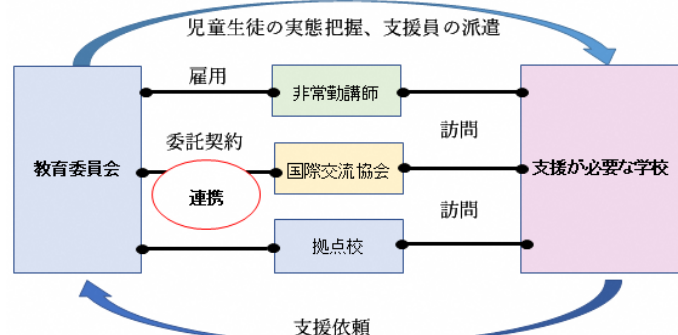 児童生徒の実態把握、支援員の派遣
雇用
非常勤講師
訪問
委託契約
教育委員会
国際交流協会
支援が必要な学校
連携
訪問
拠点校
支援依頼